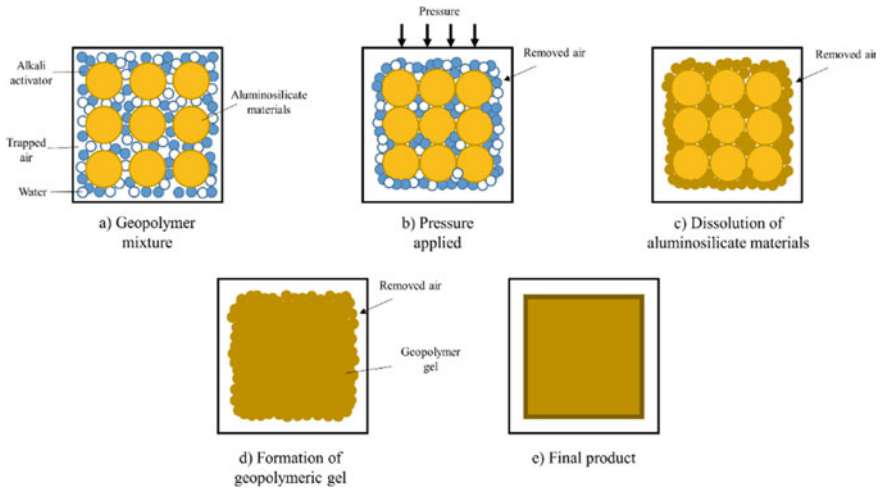 Pressure
Alkali
activator
Removed air
Removed air
Aluminosilicate
materials
Trapped
air
Water
a) Geopolymer
mixture
b) Pressure
applied
c) Dissolution of
aluminosilicate materials
Removed air
Geopolymer
gel
d) Formation of
geopolymeric gel
e) Final product